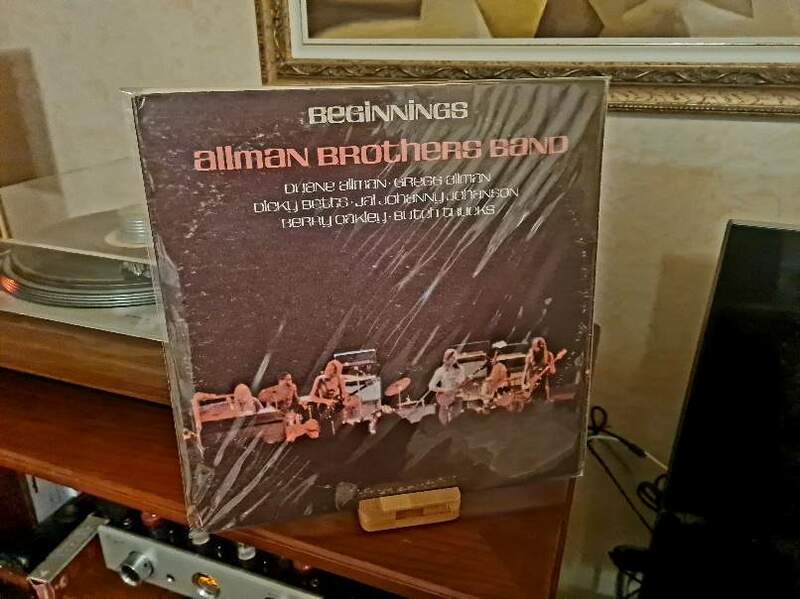 Beginnings
Allman Brothers Band
Duane Allman · Gregg Allman
Dicky Betts · Jai Johanny Johanson
Berry Oakley · Butch Trucks